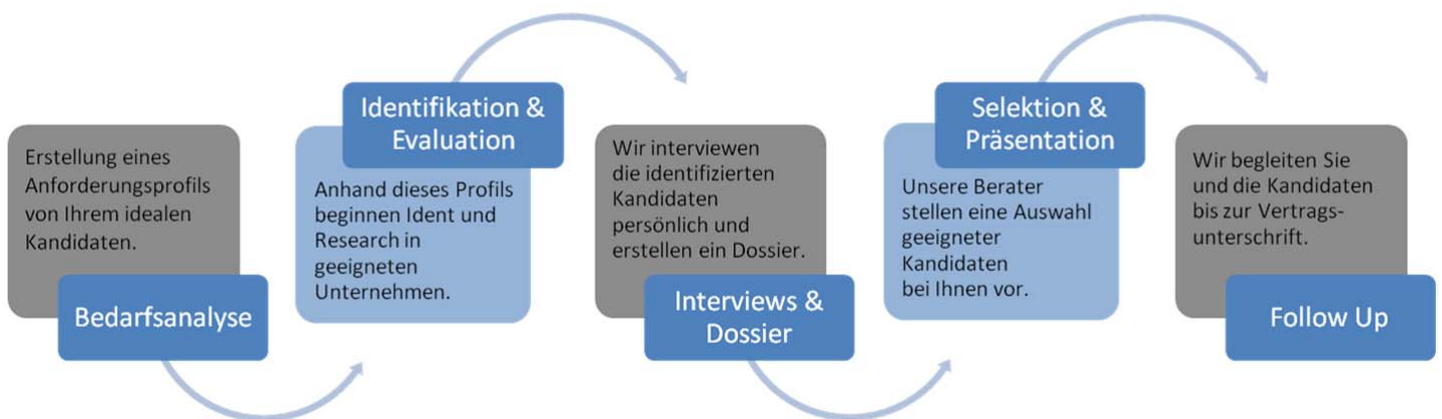 Erstellung eines
Anforderungsprofils
von Ihrem idealen
Kandidaten.
Bedarfsanalyse
Identifikation &
Evaluation
Anhand dieses Profils
beginnen Ident und
Research in
geeigneten
Unternehmen.
Wir interviewen
die identifizierten
Kandidaten
persönlich und
erstellen ein Dossier.
Interviews &
Dossier
Selektion &
Präsentation
Unsere Berater
stellen eine Auswahl
geeigneter
Kandidaten
bei Ihnen vor.
Wir begleiten Sie
und die Kandidaten
bis zur Vertrags-
unterschrift.
Follow Up